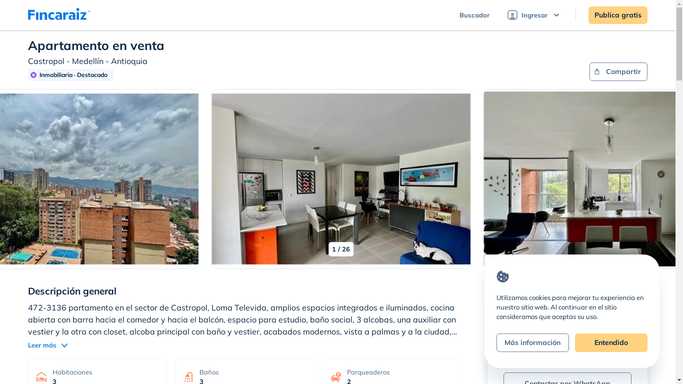 Fincaraiz
Buscador
Ingresar
Publica gratis
Apartamento en venta
Castropol - Medellín - Antioquia
Inmobiliaria · Destacado
Compartir
1 / 26
Descripción general
472-3136 partamento en el sector de Castropol, Loma Televida, amplios espacios integrados e iluminados, cocina
abierta con barra hacia el comedor y hacia el balcón, espacio para estudio, baño social, 3 alcobas, una auxiliar con
vestier y la otra con closet, alcoba principal con baño y vestier, acabados modernos, vista a palmas y a la ciudad,...
Leer más
Habitaciones
3
Baños
3
Parqueaderos
2
Utilizamos cookies para mejorar tu experiencia en
nuestro sitio web. Al continuar en el sitio
consideramos que aceptas su uso.
Más información
Entendido
Contactar por WhatsApp